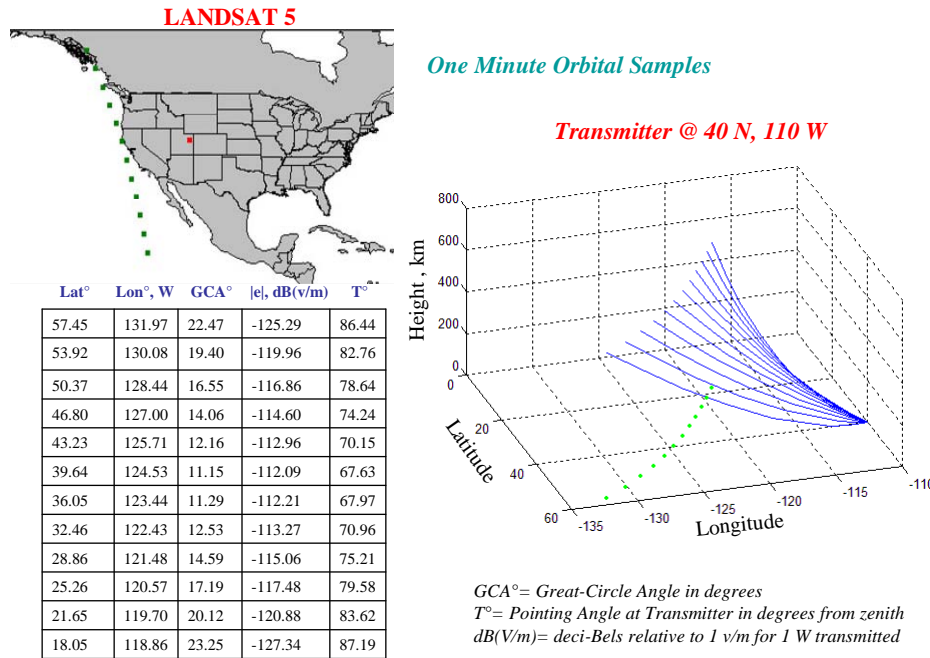 LANDSAT 5
One Minute Orbital Samples
Transmitter @ 40 N, 110 W
Lat° Lon°, W GCA° |e|, dB(v/m) T°
57.45 131.97 22.47 -125.29 86.44
53.92 130.08 19.40 -119.96 82.76
50.37 128.44 16.55 -116.86 78.64
46.80 127.00 14.06 -114.60 74.24
43.23 125.71 12.16 -112.96 70.15
39.64 124.53 11.15 -112.09 67.63
36.05 123.44 11.29 -112.21 67.97
32.46 122.43 12.53 -113.27 70.96
28.86 121.48 14.59 -115.06 75.21
25.26 120.57 17.19 -117.48 79.58
21.65 119.70 20.12 -120.88 83.62
18.05 118.86 23.25 -127.34 87.19
Height , km
800
600
400
200
0
0
20
40
60
Latitude
-135
-130
-125
-120
-115
-110
Longitude
GCA°= Great-Circle Angle in degrees
T°= Pointing Angle at Transmitter in degrees from zenith
dB(V/m)= deci-Bels relative to 1 v/m for 1 W transmitted